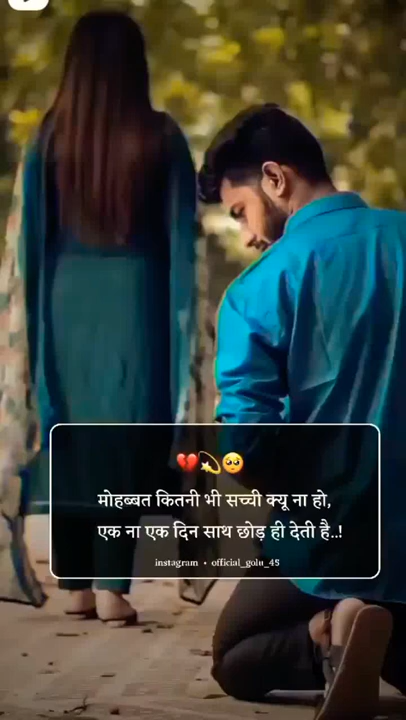 💔💫🥺
मोहब्बत कितनी भी सच्ची क्यू ना हो,
एक ना एक दिन साथ छोड़ ही देती है..!
instagram • official_golu_45